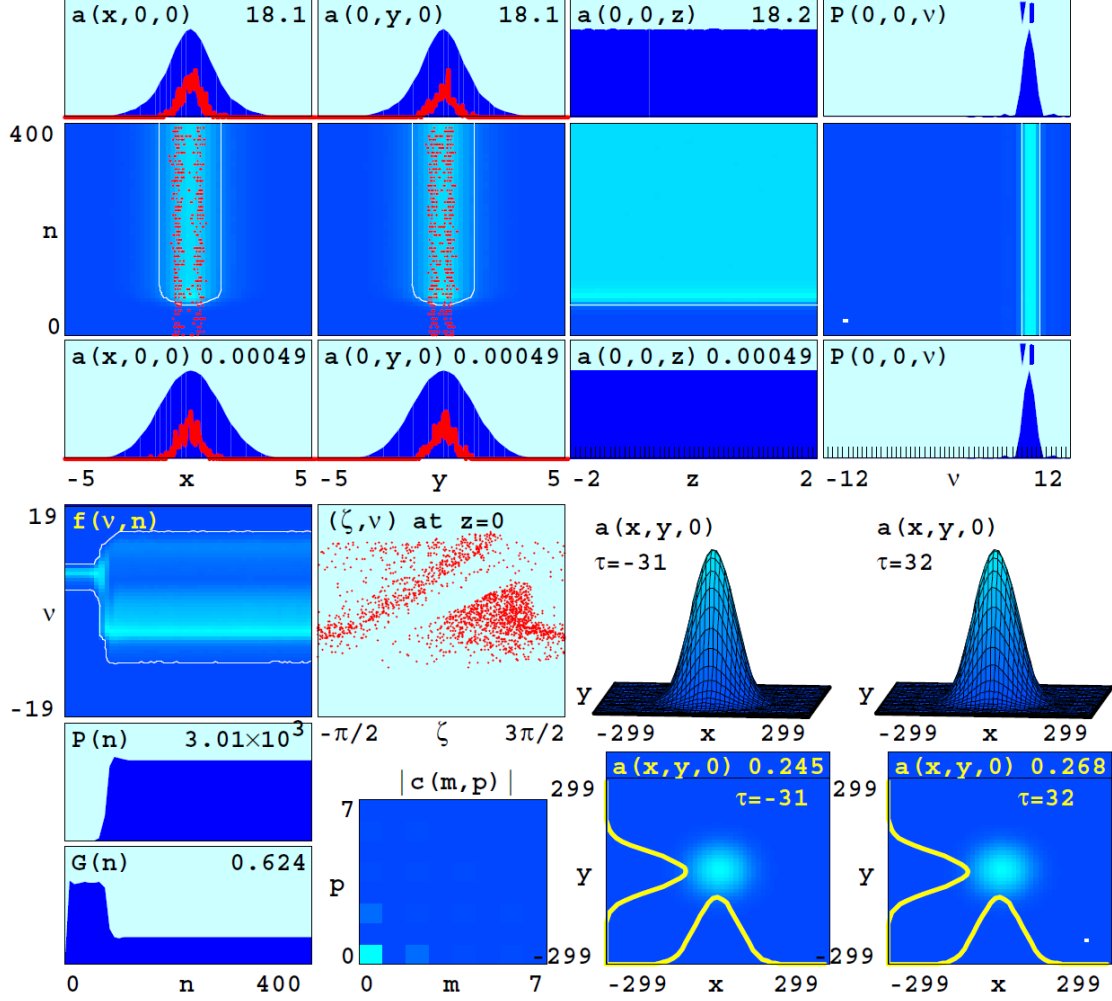 a(x,0,0) 18.1
a(0,y,0) 18.1
a(0,0,z) 18.2
P(0,0,ν)
400
n
0
a(x,0,0) 0.00049
a(0,y,0) 0.00049
a(0,0,z) 0.00049
P(0,0,ν)
-5 x 5
-5 y 5
-2 z 2
-12 ν 12
19
f(ν,n)
ν
-19
(ζ,ν) at z=0
-π/2 ζ 3π/2
a(x,y,0)
τ=-31
y
-299 x 299
a(x,y,0)
τ=32
y
-299 x 299
P(n) 3.01×10³
G(n) 0.624
0 n 400
|c(m,p)|
7
p
0
0 m 7
a(x,y,0) 0.245
τ=-31
299
y
-299
-299 x 299
a(x,y,0) 0.268
τ=32
299
y
-299
-299 x 299